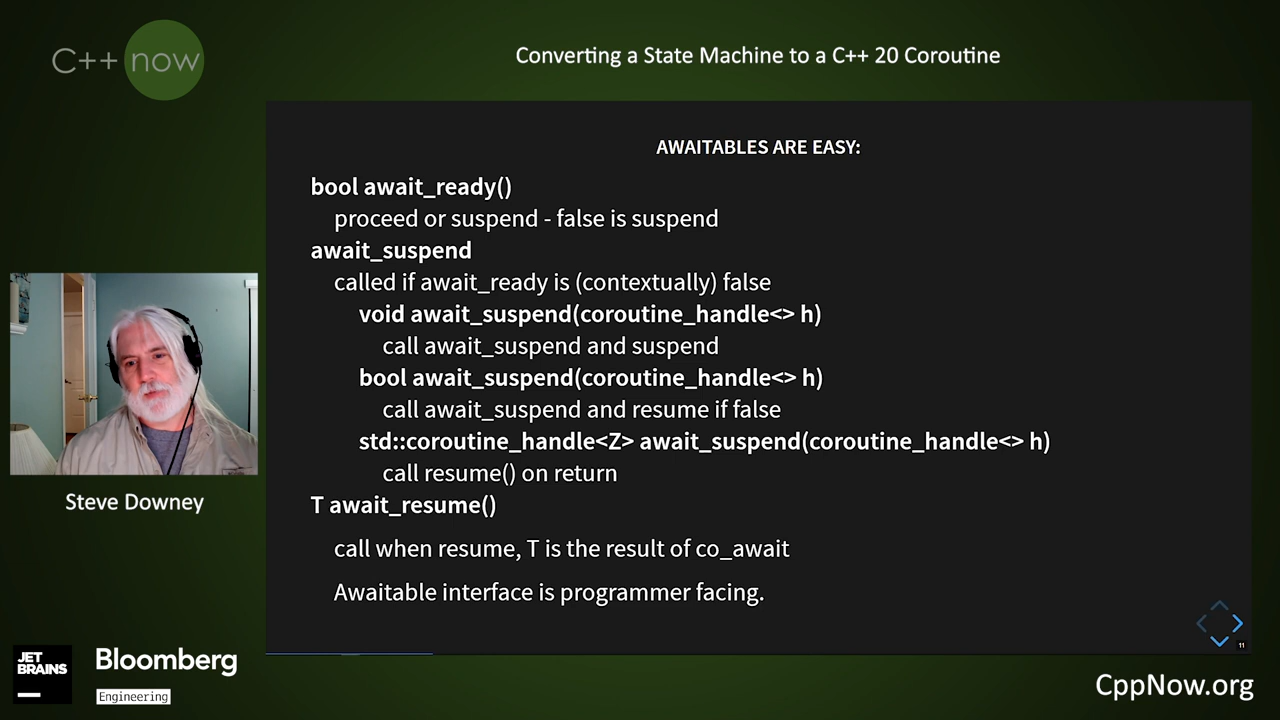 C++ now
Converting a State Machine to a C++ 20 Coroutine
AWAITABLES ARE EASY:
bool await_ready()
proceed or suspend - false is suspend
await_suspend
called if await_ready is (contextually) false
void await_suspend(coroutine_handle<> h)
call await_suspend and suspend
bool await_suspend(coroutine_handle<> h)
call await_suspend and resume if false
std::coroutine_handle<Z> await_suspend(coroutine_handle<> h)
call resume() on return
T await_resume()
call when resume, T is the result of co_await
Awaitable interface is programmer facing.
11
Steve Downey
JET
BRAINS
Bloomberg
Engineering
CppNow.org